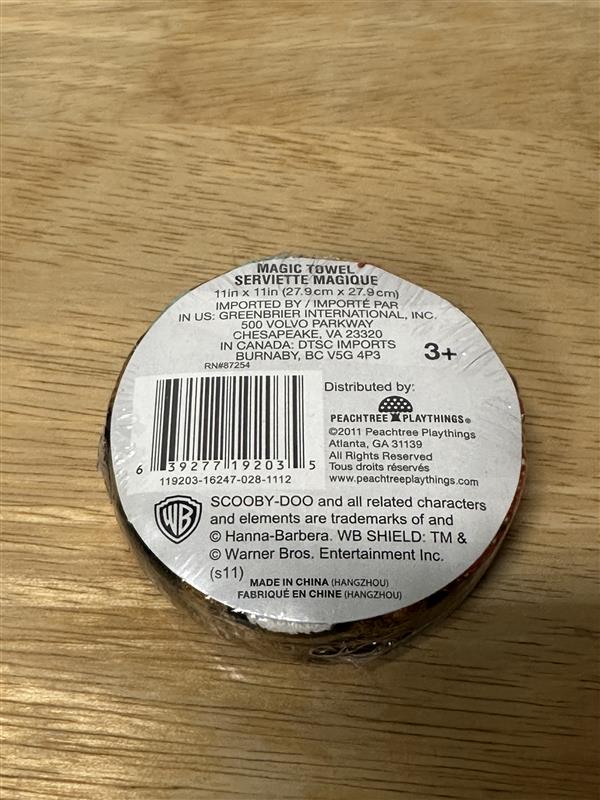 MAGIC TOWEL
SERVIETTE MAGIQUE
11in x 11in (27.9cm x 27.9cm)
IMPORTED BY / IMPORTÉ PAR
IN US: GREENBRIER INTERNATIONAL, INC.
500 VOLVO PARKWAY
CHESAPEAKE, VA 23320
IN CANADA: DTSC IMPORTS
BURNABY, BC V5G 4P3
RN#87254
3+
6 39277 19203 5
119203-16247-028-1112
Distributed by:
PEACHTREE PLAYTHINGS®
©2011 Peachtree Playthings
Atlanta, GA 31139
All Rights Reserved
Tous droits réservés
www.peachtreeplaythings.com
WB
SCOOBY-DOO and all related characters
and elements are trademarks of and
© Hanna-Barbera. WB SHIELD: TM &
© Warner Bros. Entertainment Inc.
(s11)
MADE IN CHINA (HANGZHOU)
FABRIQUÉ EN CHINE (HANGZHOU)